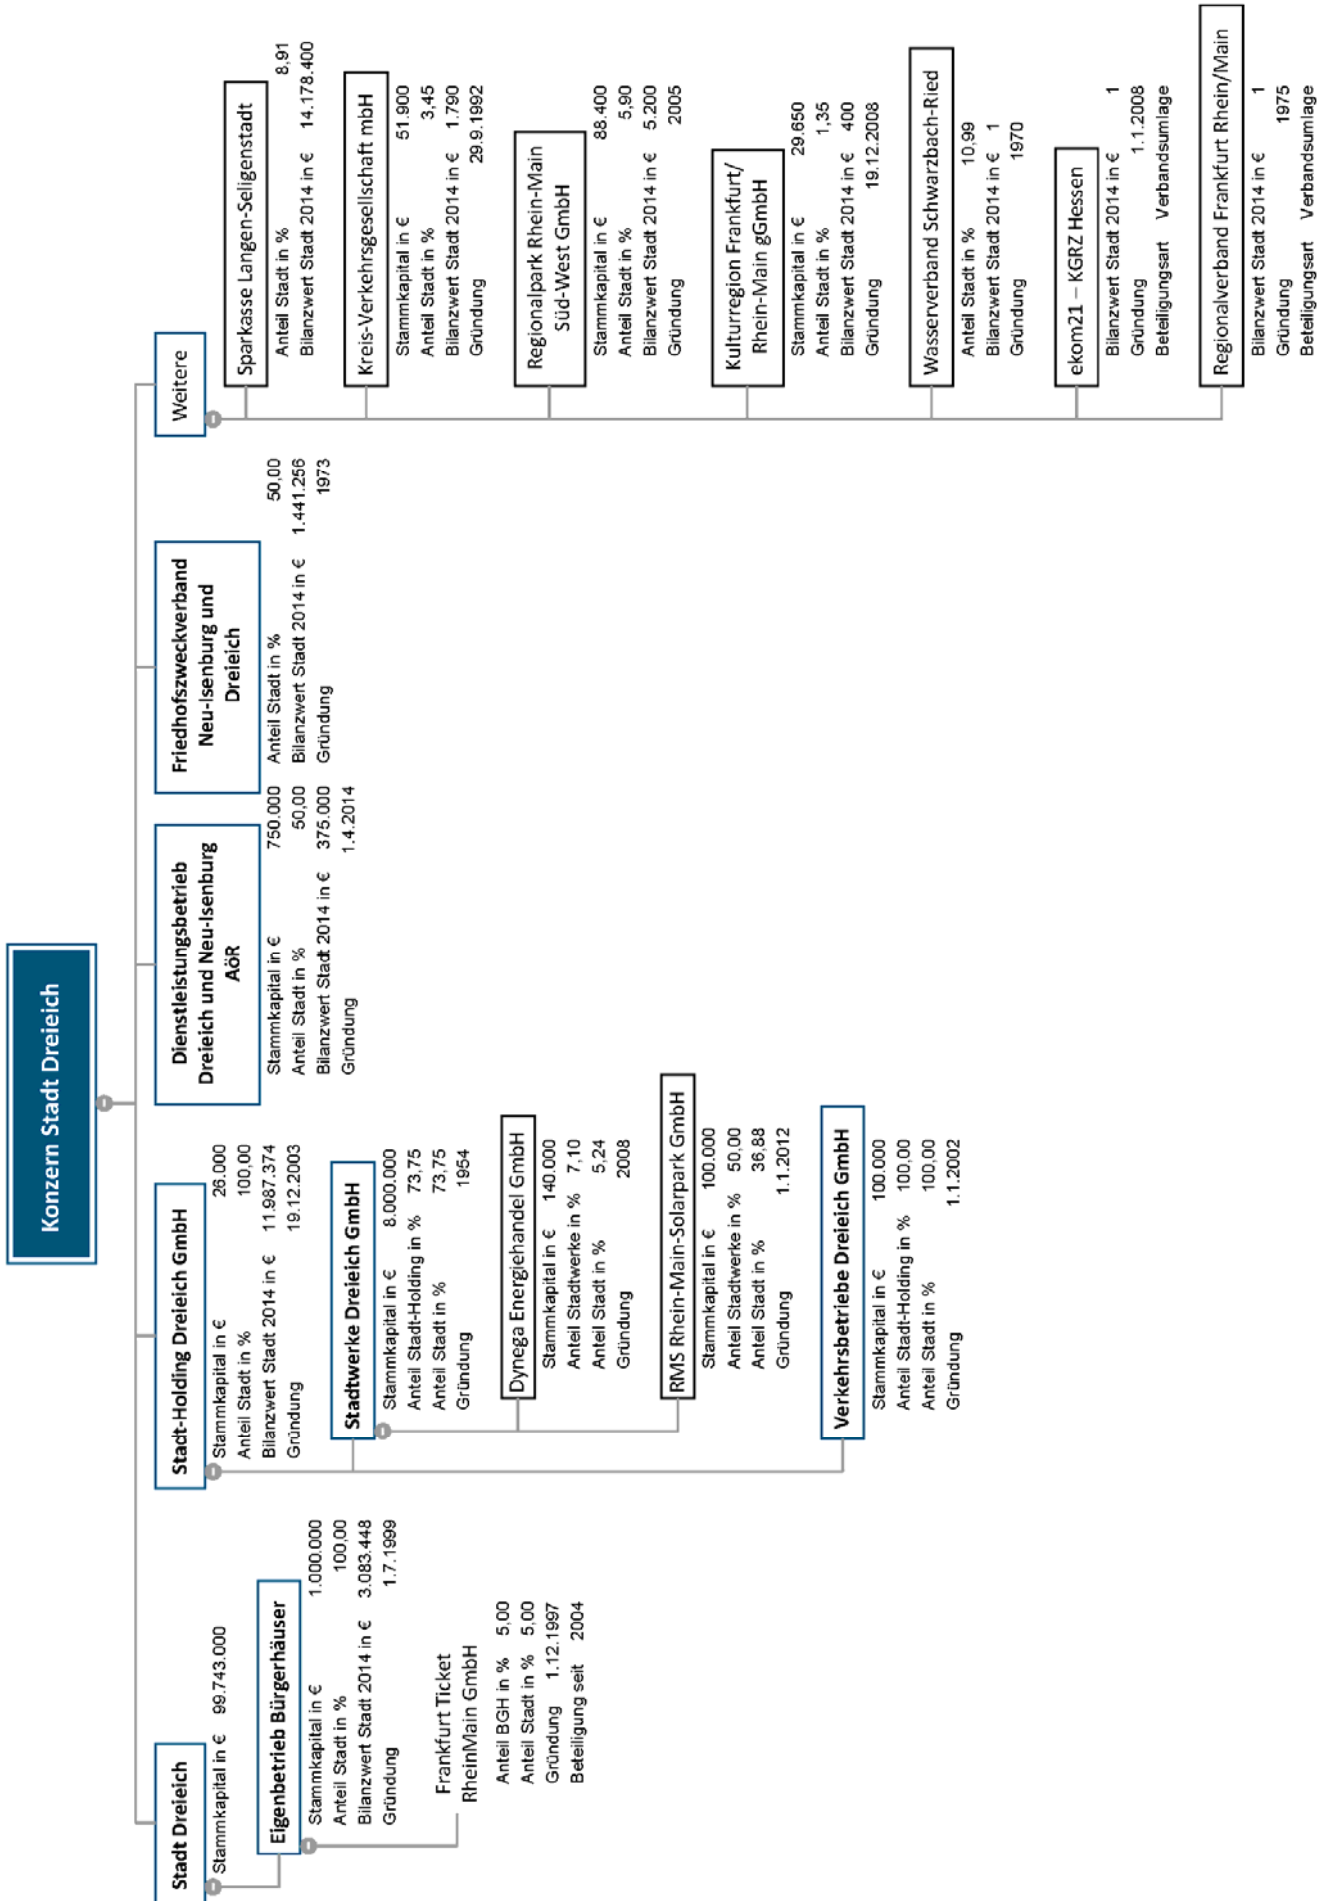 Konzern Stadt Dreieich
Stadt Dreieich
Stammkapital in € 99.743.000
Eigenbetrieb Bürgerhäuser
Stammkapital in € 1.000.000
Anteil Stadt in % 100,00
Bilanzwert Stadt 2014 in € 3.083.448
Gründung 1.7.1999
Frankfurt Ticket
RheinMain GmbH
Anteil BGH in % 5,00
Anteil Stadt in % 5,00
Gründung 1.12.1997
Beteiligung seit 2004
Stadt-Holding Dreieich GmbH
Stammkapital in € 26.000
Anteil Stadt in % 100,00
Bilanzwert Stadt 2014 in € 11.987.374
Gründung 19.12.2003
Stadtwerke Dreieich GmbH
Stammkapital in € 8.000.000
Anteil Stadt-Holding in % 73,75
Anteil Stadt in % 73,75
Gründung 1954
Dynega Energiehandel GmbH
Stammkapital in € 140.000
Anteil Stadtwerke in % 7,10
Anteil Stadt in % 5,24
Gründung 2008
RMS Rhein-Main-Solarpark GmbH
Stammkapital in € 100.000
Anteil Stadtwerke in % 50,00
Anteil Stadt in % 36,88
Gründung 1.1.2012
Verkehrsbetriebe Dreieich GmbH
Stammkapital in € 100.000
Anteil Stadt-Holding in % 100,00
Anteil Stadt in % 100,00
Gründung 1.1.2002
Dienstleistungsbetrieb
Dreieich und Neu-Isenburg
AöR
Stammkapital in € 750.000
Anteil Stadt in % 50,00
Bilanzwert Stadt 2014 in € 375.000
Gründung 1.4.2014
Friedhofszweckverband
Neu-Isenburg und
Dreieich
Anteil Stadt in % 50,00
Bilanzwert Stadt 2014 in € 1.441.256
Gründung 1973
Weitere
Sparkasse Langen-Seligenstadt
Anteil Stadt in % 8,91
Bilanzwert Stadt 2014 in € 14.178.400
Kreis-Verkehrsgesellschaft mbH
Stammkapital in € 51.900
Anteil Stadt in % 3,45
Bilanzwert Stadt 2014 in € 1.790
Gründung 29.9.1992
Regionalpark Rhein-Main
Süd-West GmbH
Stammkapital in € 88.400
Anteil Stadt in % 5,90
Bilanzwert Stadt 2014 in € 5.200
Gründung 2005
Kulturregion Frankfurt/
Rhein-Main gGmbH
Stammkapital in € 29.650
Anteil Stadt in % 1,35
Bilanzwert Stadt 2014 in € 400
Gründung 19.12.2008
Wasserverband Schwarzbach-Ried
Anteil Stadt in % 10,99
Bilanzwert Stadt 2014 in € 1
Gründung 1970
ekom21 – KGRZ Hessen
Bilanzwert Stadt 2014 in € 1
Gründung 1.1.2008
Beteiligungsart Verbandsumlage
Regionalverband Frankfurt Rhein/Main
Bilanzwert Stadt 2014 in € 1
Gründung 1975
Beteiligungsart Verbandsumlage